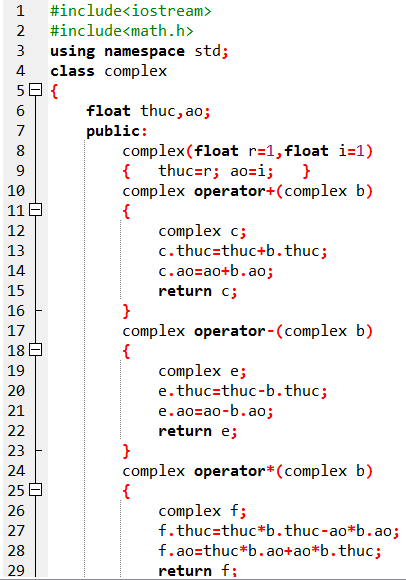 1 #include<iostream>
2 #include<math.h>
3 using namespace std;
4 class complex
5 {
6 float thuc,ao;
7 public:
8 complex(float r=1,float i=1)
9 { thuc=r; ao=i; }
10 complex operator+(complex b)
11 {
12 complex c;
13 c.thuc=thuc+b.thuc;
14 c.ao=ao+b.ao;
15 return c;
16 }
17 complex operator-(complex b)
18 {
19 complex e;
20 e.thuc=thuc-b.thuc;
21 e.ao=ao-b.ao;
22 return e;
23 }
24 complex operator*(complex b)
25 {
26 complex f;
27 f.thuc=thuc*b.thuc-ao*b.ao;
28 f.ao=thuc*b.ao+ao*b.thuc;
29 return f;